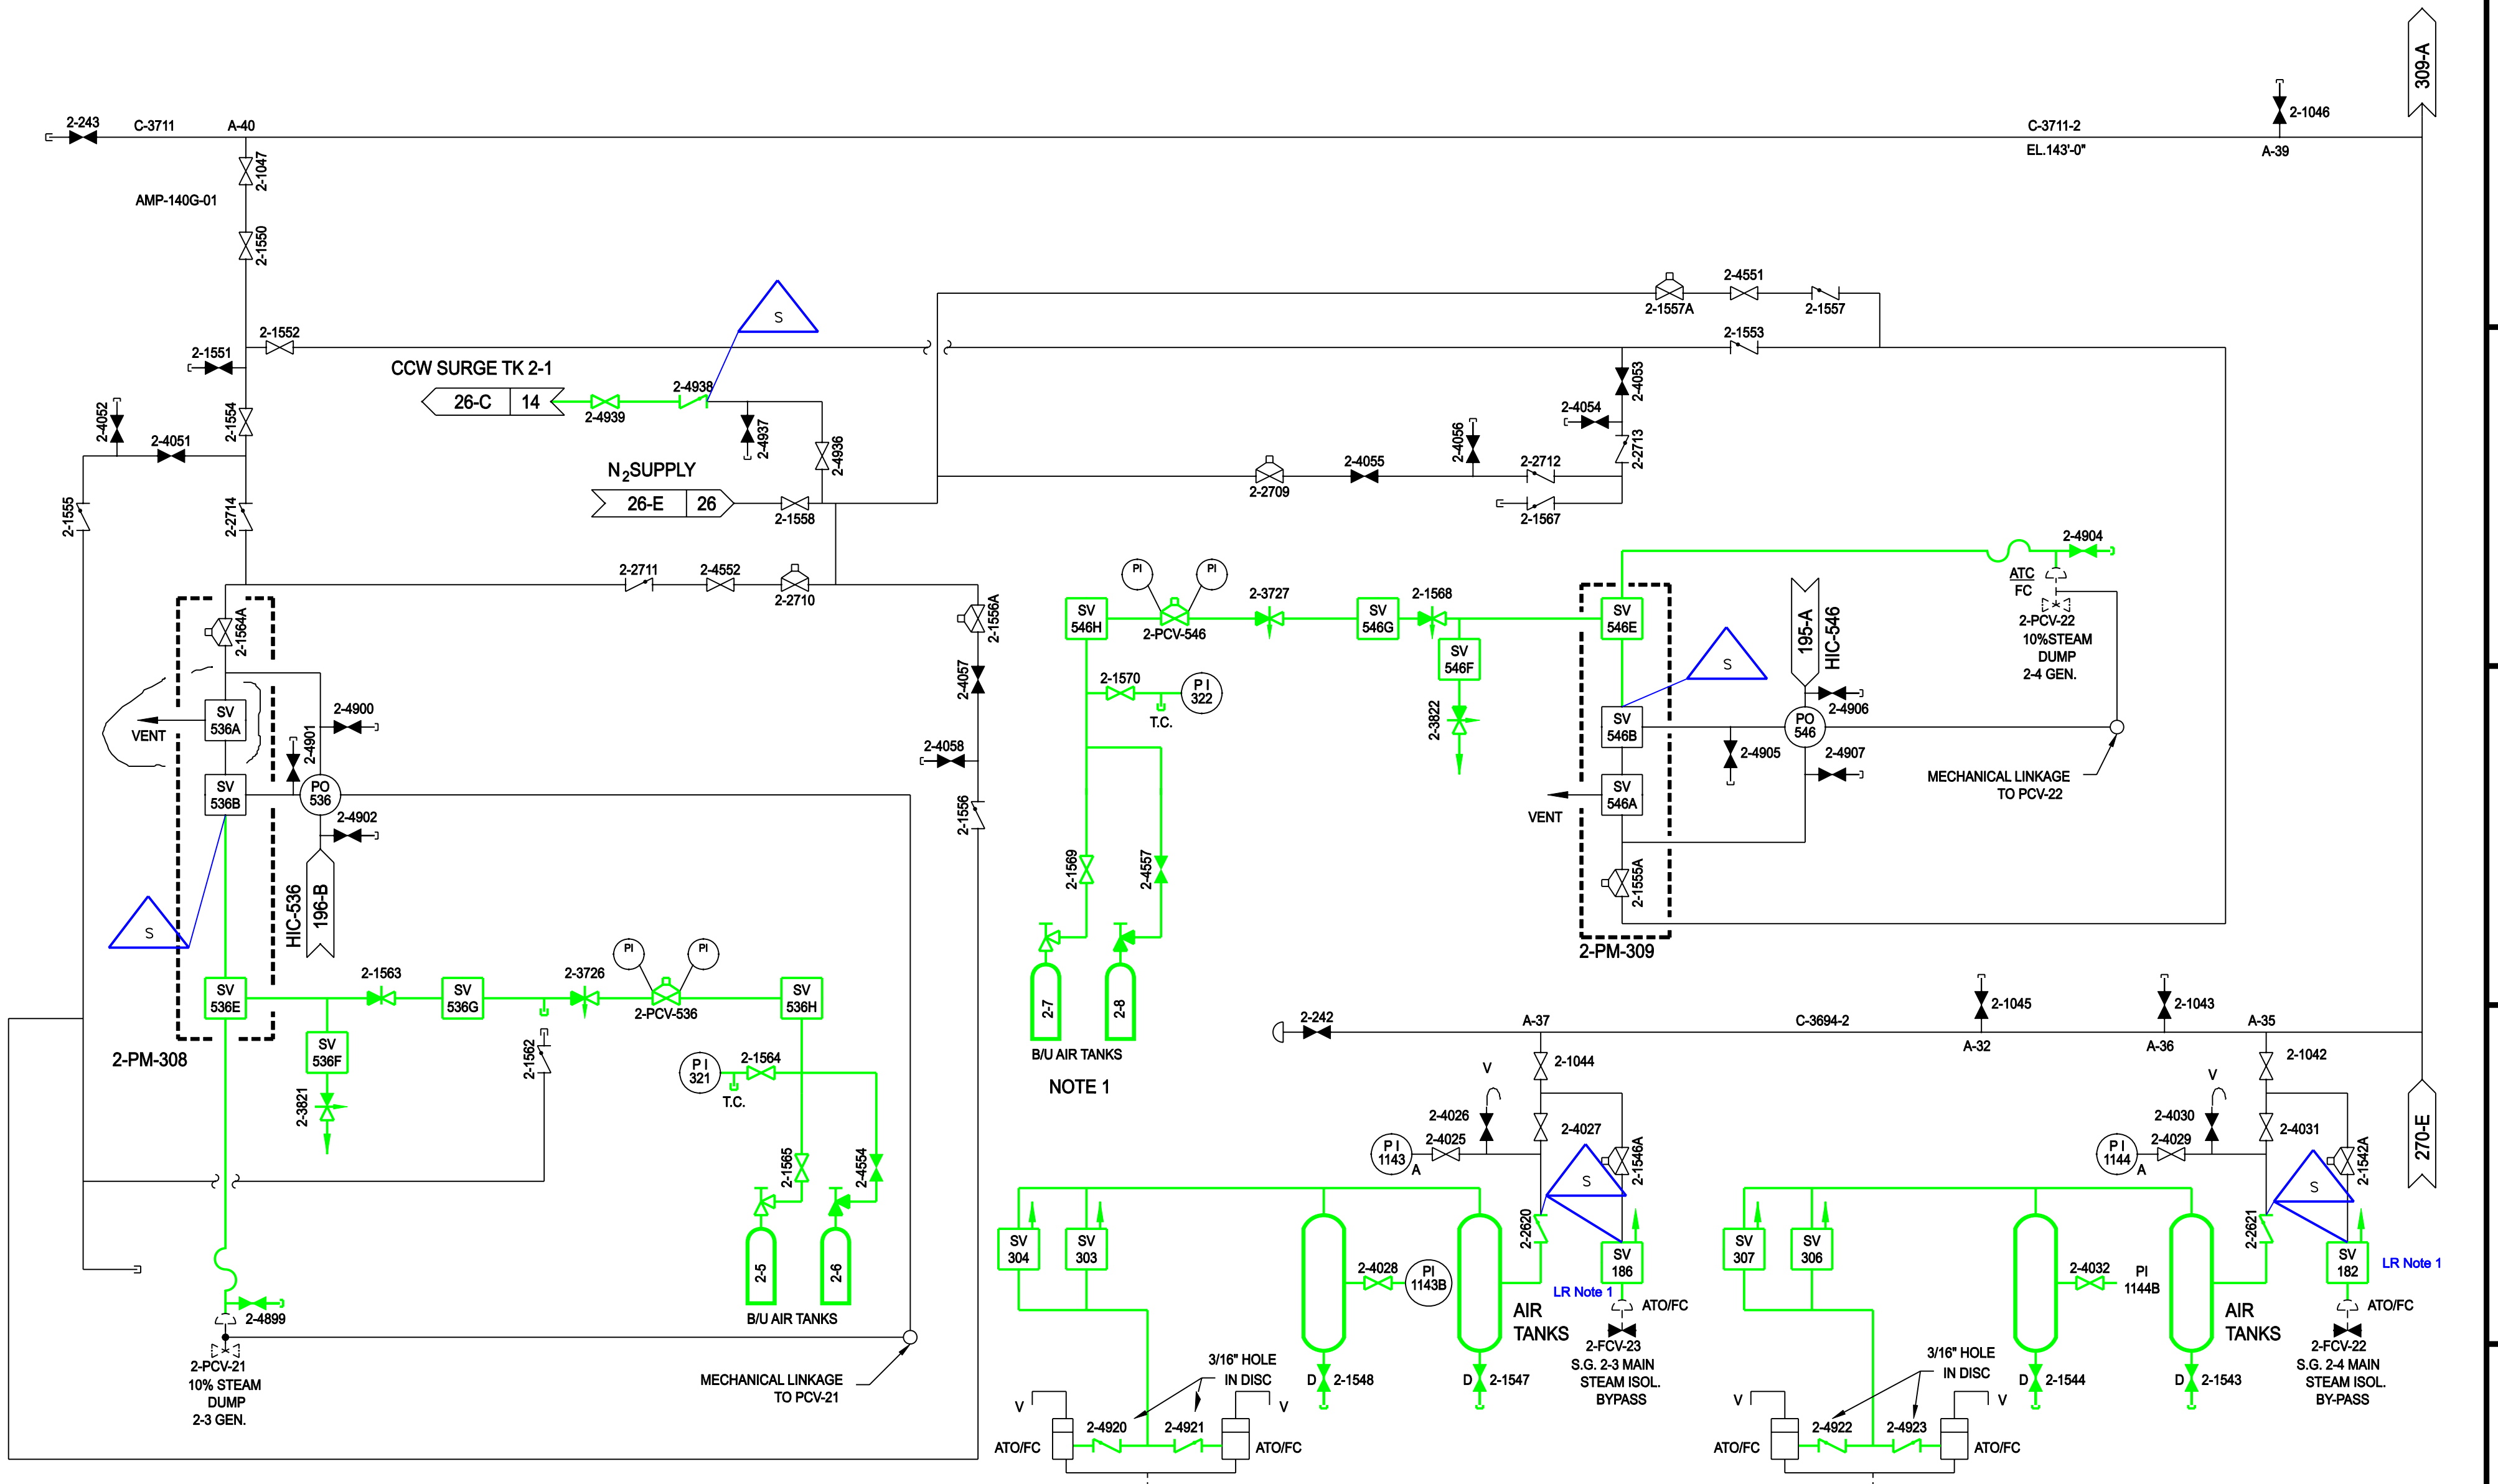 309-A
2-243
C-3711
A-40
C-3711-2
2-1046
EL.143'-0"
A-39
2-1047
AMP-140G-01
2-1550
2-4551
2-1557A
2-1557
S
2-1552
2-1553
2-1551
CCW SURGE TK 2-1
2-4938
26-C 14
2-4939
2-4053
2-4052
2-4051
2-1554
2-4937
2-4936
2-4054
2-4056
2-2713
N2SUPPLY
2-4055
2-2712
2-2709
26-E 26
2-1558
2-1567
2-1555
2-2714
2-4904
2-2711
2-4552
2-2710
PI
PI
ATC
FC
2-PCV-22
10%STEAM
DUMP
2-4 GEN.
2-1564A
2-1556A
SV
546H
2-PCV-546
2-3727
SV
546G
2-1568
SV
546E
195-A
HIC-546
SV
546F
S
2-4057
2-1570
P I
322
T.C.
2-3822
SV
536A
VENT
2-4900
2-4901
SV
546B
PO
546
2-4906
2-4905
2-4907
2-4058
SV
536B
PO
536
2-4902
SV
546A
VENT
MECHANICAL LINKAGE
TO PCV-22
2-1556
2-1569
2-4557
2-1555A
S
HIC-536
196-B
2-PM-309
SV
536E
2-1563
SV
536G
2-3726
PI
PI
2-PCV-536
SV
536H
2-7
2-8
B/U AIR TANKS
NOTE 1
2-PM-308
SV
536F
2-3821
2-1562
P I
321
2-1564
T.C.
2-242
A-37
C-3694-2
2-1045
A-32
2-1043
A-36
A-35
2-1044
2-1042
V
2-4026
2-4025
P I
1143
A
2-4027
2-1546A
V
2-4030
2-4029
P I
1144
A
2-4031
2-1542A
270-E
2-1565
2-4554
S
S
2-5
2-6
B/U AIR TANKS
SV
304
SV
303
2-4028
PI
1143B
2-2620
SV
186
LR Note 1
SV
307
SV
306
2-4032
PI
1144B
2-2621
SV
182
LR Note 1
2-4899
2-PCV-21
10% STEAM
DUMP
2-3 GEN.
MECHANICAL LINKAGE
TO PCV-21
AIR
TANKS
ATO/FC
2-FCV-23
S.G. 2-3 MAIN
STEAM ISOL.
BYPASS
AIR
TANKS
ATO/FC
2-FCV-22
S.G. 2-4 MAIN
STEAM ISOL.
BY-PASS
3/16" HOLE
IN DISC
D 2-1548
D 2-1547
3/16" HOLE
IN DISC
D 2-1544
D 2-1543
V
2-4920
2-4921
V
ATO/FC
ATO/FC
V
2-4922
2-4923
V
ATO/FC
ATO/FC